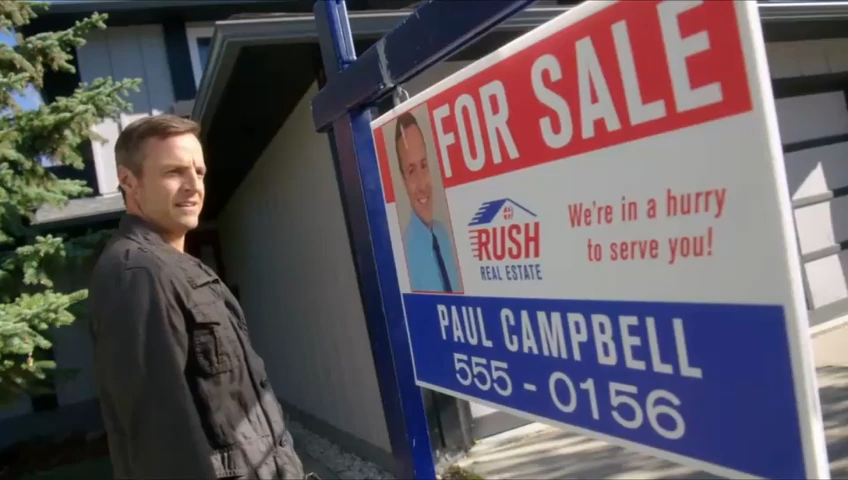 FOR SALE
RUSH
REAL ESTATE
We're in a hurry
to serve you!
PAUL CAMPBELL
555-0156